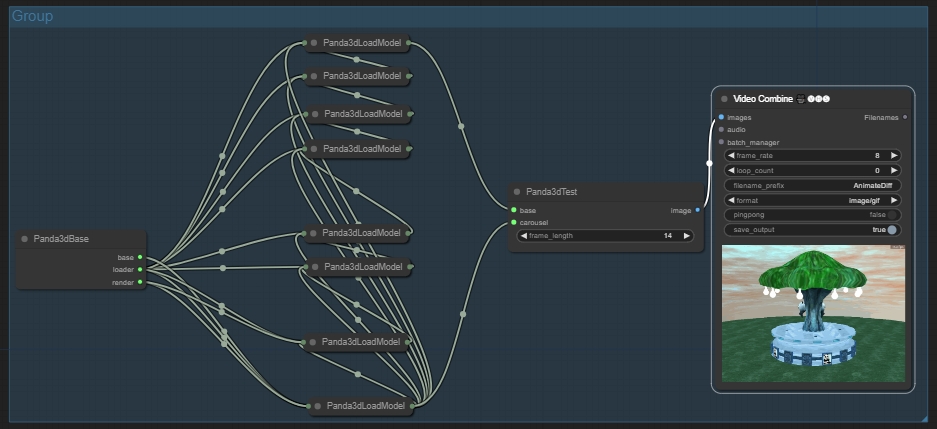 Group
Panda3dLoadModel
Panda3dLoadModel
Panda3dLoadModel
Panda3dLoadModel
Panda3dBase
base
loader
render
Panda3dLoadModel
Panda3dLoadModel
Panda3dLoadModel
Panda3dLoadModel
Panda3dTest
base
image
carousel
frame_length 14
Video Combine VHS
images Filenames
audio
batch_manager
frame_rate 8
loop_count 0
filename_prefix AnimateDiff
format image/gif
pingpong false
save_output true